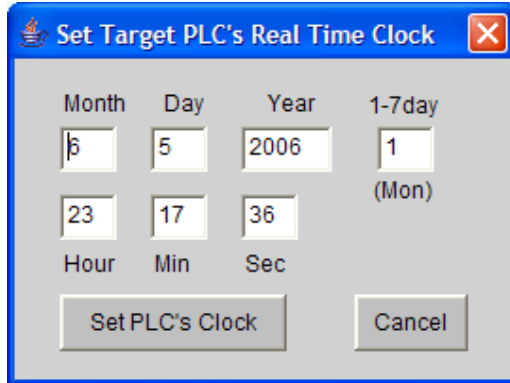 Set Target PLC's Real Time Clock
Month Day Year 1-7day
6 5 2006 1
(Mon)
23 17 36
Hour Min Sec
Set PLC's Clock Cancel